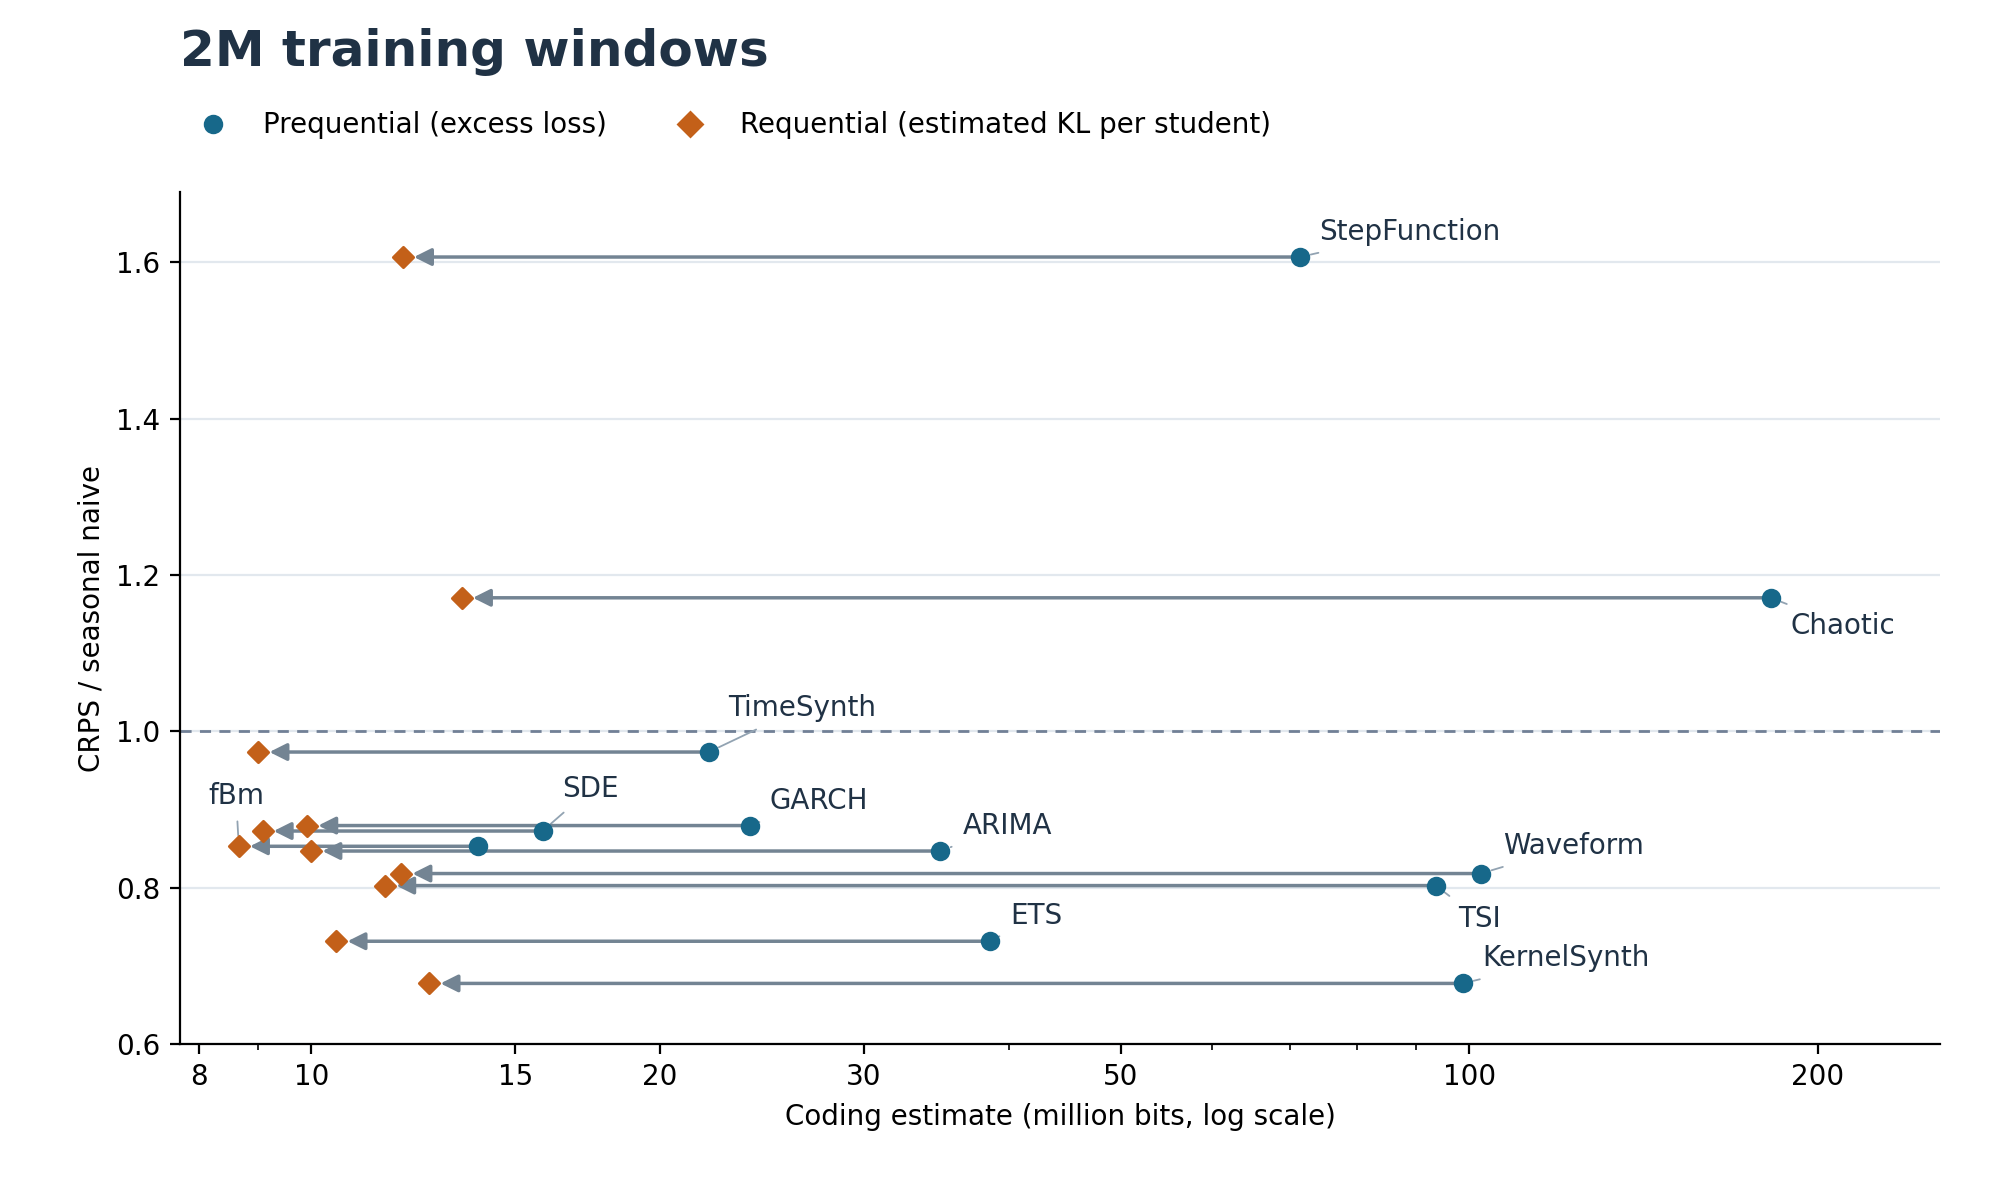 2M training windows
Prequential (excess loss)
Requential (estimated KL per student)
CRPS / seasonal naive
1.6
1.4
1.2
1.0
0.8
0.6
StepFunction
Chaotic
TimeSynth
fBm
SDE
GARCH
ARIMA
Waveform
TSI
ETS
KernelSynth
8 10 15 20 30 50 100 200
Coding estimate (million bits, log scale)